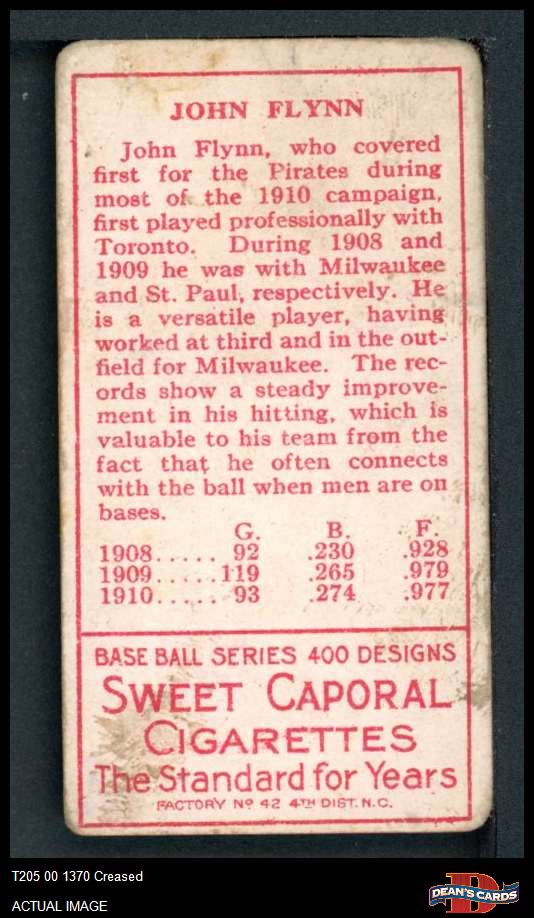 JOHN FLYNN
John Flynn, who covered
first for the Pirates during
most of the 1910 campaign,
first played professionally with
Toronto. During 1908 and
1909 he was with Milwaukee
and St. Paul, respectively. He
is a versatile player, having
worked at third and in the out-
field for Milwaukee. The rec-
ords show a steady improve-
ment in his hitting, which is
valuable to his team from the
fact that he often connects
with the ball when men are on
bases.
G. B. F.
1908..... 92 .230 .928
1909.....119 .265 .979
1910..... 93 .274 .977
BASE BALL SERIES 400 DESIGNS
SWEET CAPORAL
CIGARETTES
The Standard for Years
FACTORY Nº 42 4TH DIST. N.C.
T205 00 1370 Creased
ACTUAL IMAGE
DEAN'S CARDS